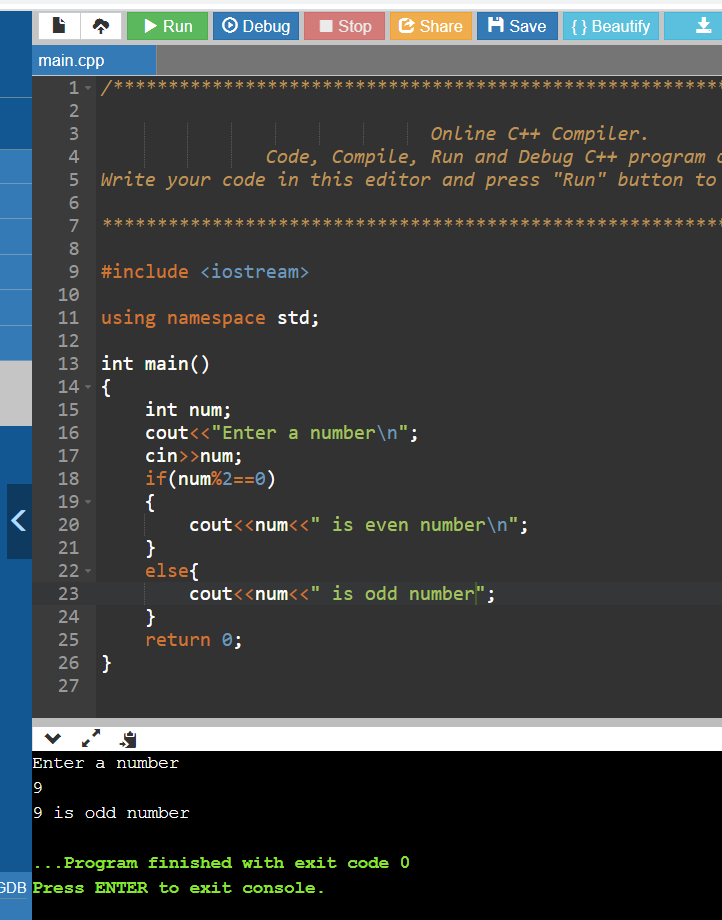 Run Debug Stop Share Save { } Beautify
main.cpp
1 /********************************************************
2
3 Online C++ Compiler.
4 Code, Compile, Run and Debug C++ program
5 Write your code in this editor and press "Run" button to
6
7 ********************************************************
8
9 #include <iostream>
10
11 using namespace std;
12
13 int main()
14 {
15 int num;
16 cout<<"Enter a number\n";
17 cin>>num;
18 if(num%2==0)
19 {
20 cout<<num<<" is even number\n";
21 }
22 else{
23 cout<<num<<" is odd number";
24 }
25 return 0;
26 }
27
Enter a number
9
9 is odd number
...Program finished with exit code 0
GDB
Press ENTER to exit console.